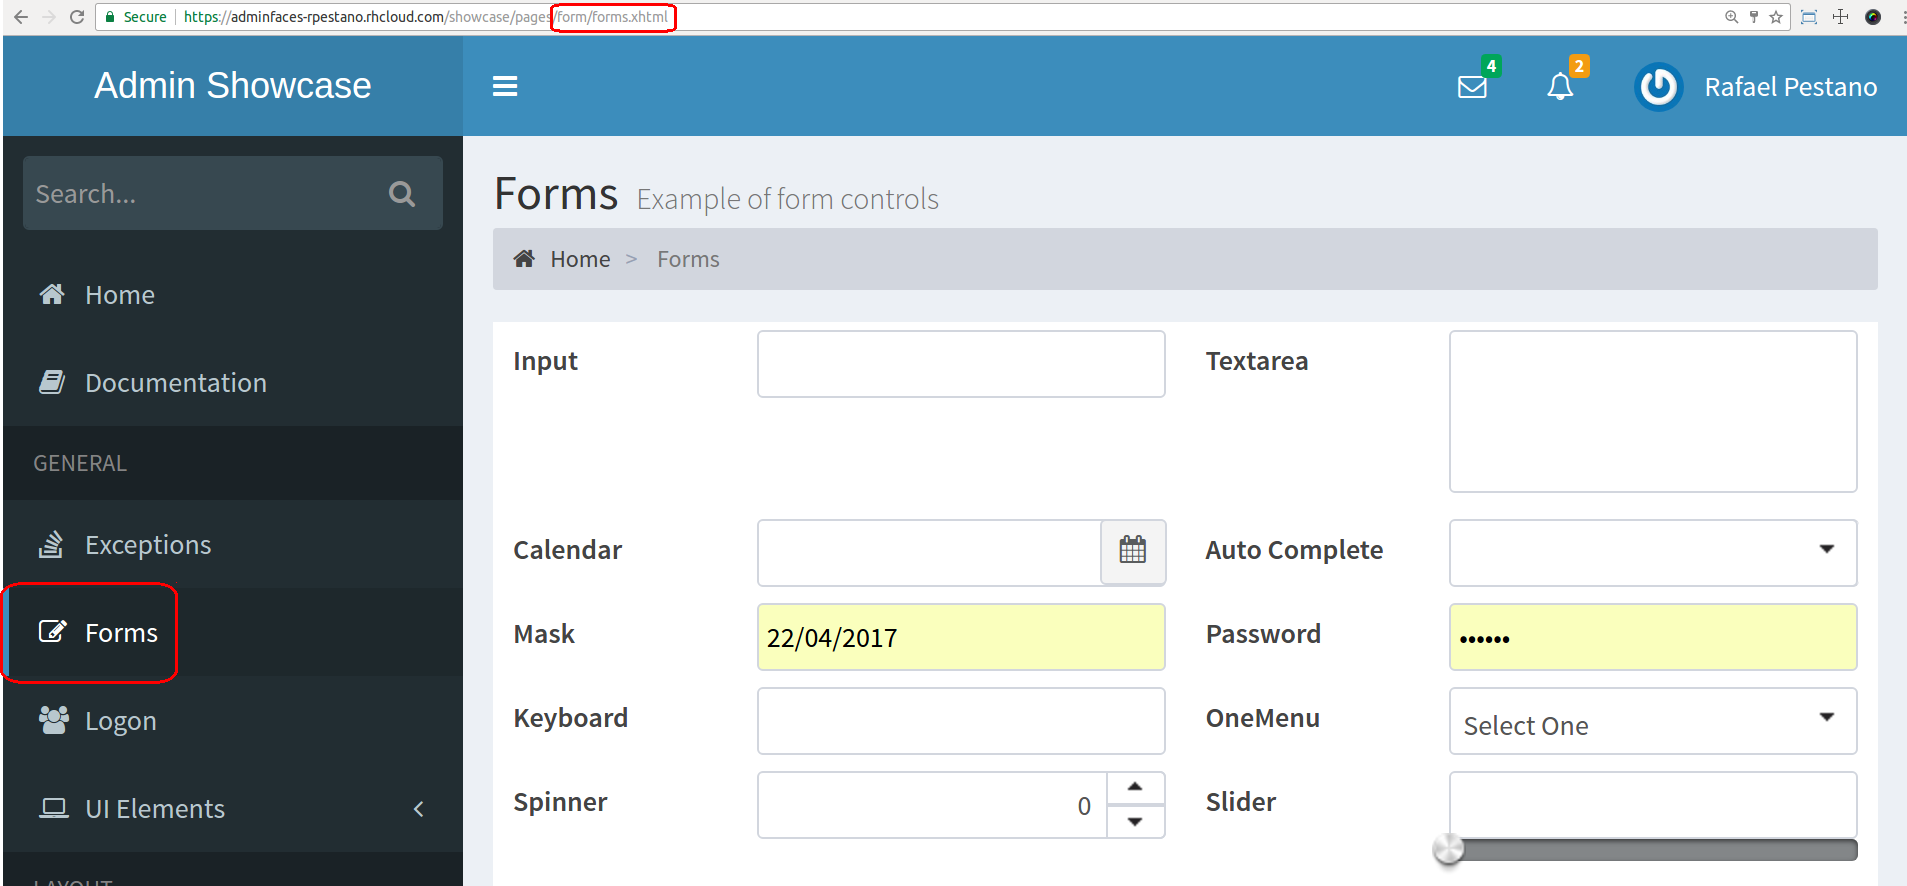 Secure https://adminfaces-rpestano.rhcloud.com/showcase/pages/form/forms.xhtml
Admin Showcase
4
2
Rafael Pestano
Search...
Home
Documentation
GENERAL
Exceptions
Forms
Logon
UI Elements
LAYOUT
Forms Example of form controls
Home > Forms
Input
Textarea
Calendar
Auto Complete
Mask 22/04/2017
Password ••••••
Keyboard
OneMenu Select One
Spinner 0
Slider